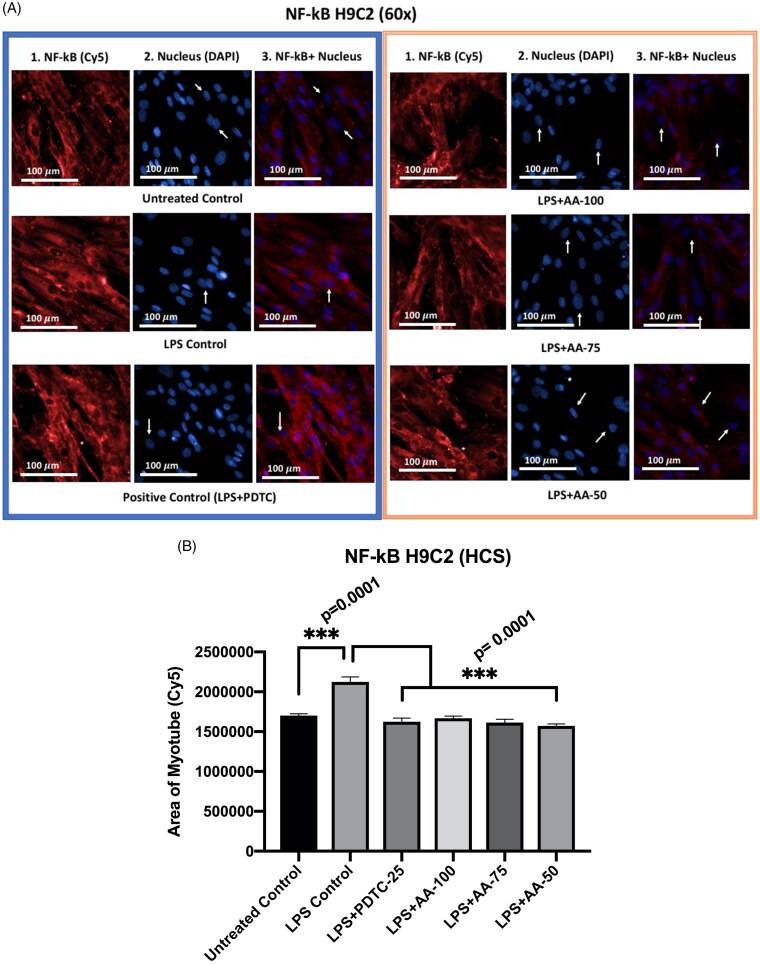 (A)
NF-kB H9C2 (60x)
1. NF-kB (Cy5) 2. Nucleus (DAPI) 3. NF-kB+ Nucleus
100 μm 100 μm 100 μm
Untreated Control
100 μm 100 μm 100 μm
LPS Control
100 μm 100 μm 100 μm
Positive Control (LPS+PDTC)
1. NF-kB (Cy5) 2. Nucleus (DAPI) 3. NF-kB+ Nucleus
100 μm 100 μm 100 μm
LPS+AA-100
100 μm 100 μm 100 μm
LPS+AA-75
100 μm 100 μm 100 μm
LPS+AA-50
(B)
NF-kB H9C2 (HCS)
p=0.0001
***
p= 0.0001
***
Area of Myotube (Cy5)
2500000
2000000
1500000
1000000
500000
0
Untreated Control
LPS Control
LPS+PDTC-25
LPS+AA-100
LPS+AA-75
LPS+AA-50